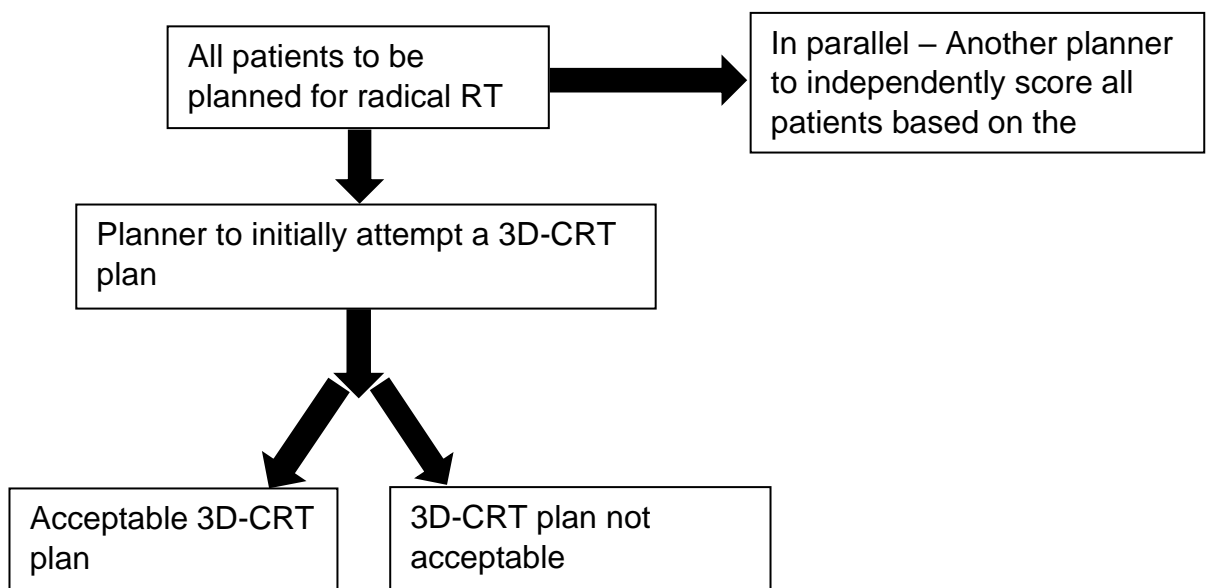 All patients to be
planned for radical RT
In parallel – Another planner
to independently score all
patients based on the
Planner to initially attempt a 3D-CRT
plan
Acceptable 3D-CRT
plan
3D-CRT plan not
acceptable